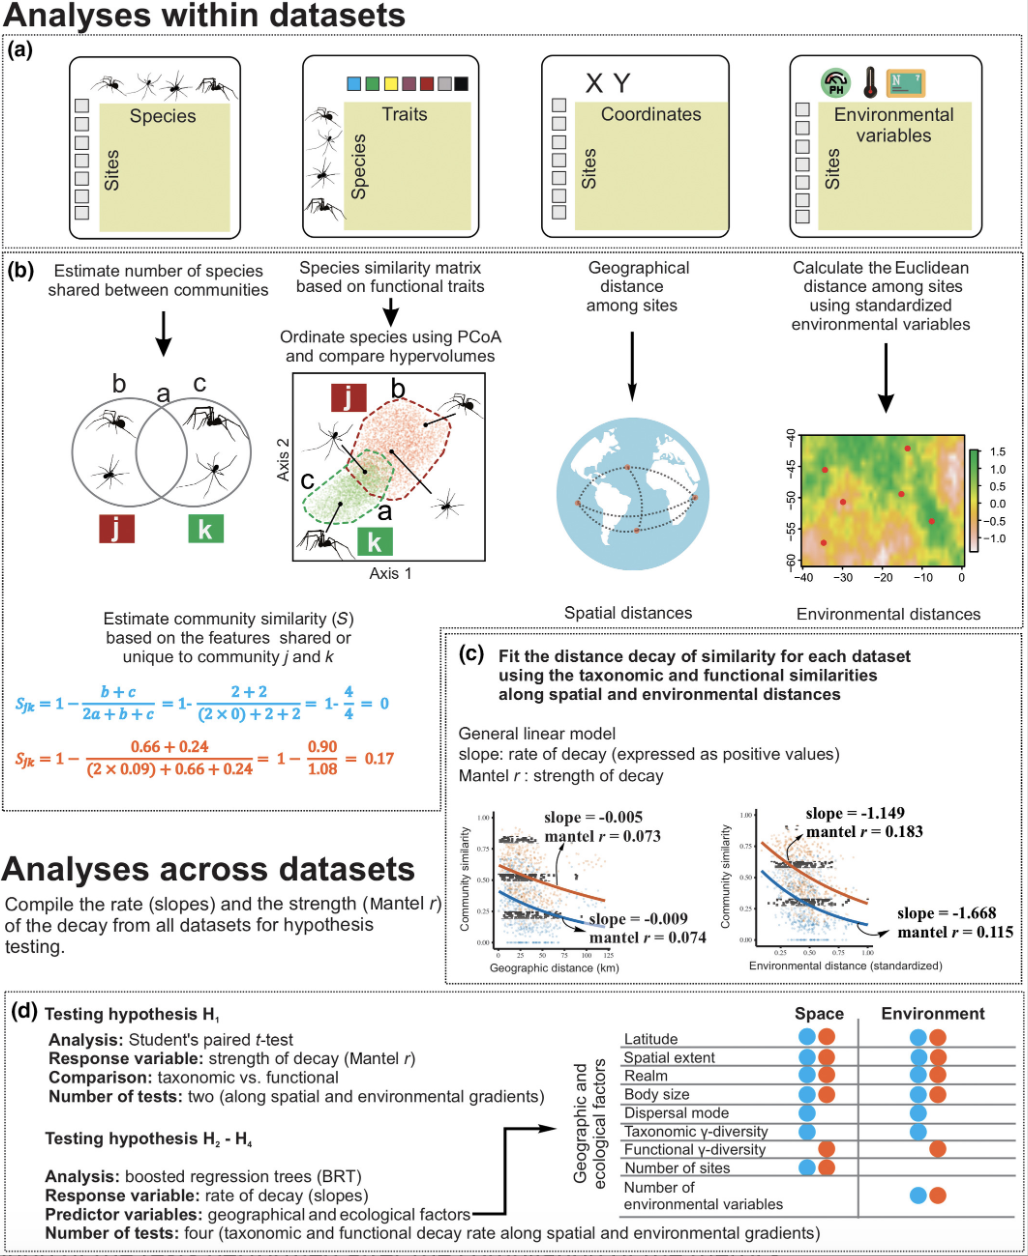 Analyses within datasets
(a)
Species
Sites
Traits
Species
X Y
Coordinates
Sites
PH
N
Environmental
variables
Sites
(b)
Estimate number of species
shared between communities
b
a
c
j
k
Species similarity matrix
based on functional traits
Ordinate species using PCoA
and compare hypervolumes
j
b
c
a
k
Axis 2
Axis 1
Geographical
distance
among sites
Spatial distances
Calculate the Euclidean
distance among sites
using standardized
environmental variables
-40
-45
-50
-55
-60
-40 -30 -20 -10 0
1.5
1.0
0.5
0.0
-0.5
-1.0
Environmental distances
Estimate community similarity (S)
based on the features shared or
unique to community j and k
Sjk = 1 - b + c / 2a + b + c = 1- 2 + 2 / (2 × 0) + 2 + 2 = 1- 4 / 4 = 0
Sjk = 1 - 0.66 + 0.24 / (2 × 0.09) + 0.66 + 0.24 = 1 - 0.90 / 1.08 = 0.17
(c) Fit the distance decay of similarity for each dataset
using the taxonomic and functional similarities
along spatial and environmental distances
General linear model
slope: rate of decay (expressed as positive values)
Mantel r : strength of decay
Community similarity
1.00
0.75
0.50
0.25
0.00
0 25 50 75 100 125
Geographic distance (km)
slope = -0.005
mantel r = 0.073
slope = -0.009
mantel r = 0.074
Community similarity
1.00
0.75
0.50
0.25
0.00
0.25 0.50 0.75 1.00
Environmental distance (standardized)
slope = -1.149
mantel r = 0.183
slope = -1.668
mantel r = 0.115
Analyses across datasets
Compile the rate (slopes) and the strength (Mantel r)
of the decay from all datasets for hypothesis
testing.
(d) Testing hypothesis H1
Analysis: Student's paired t-test
Response variable: strength of decay (Mantel r)
Comparison: taxonomic vs. functional
Number of tests: two (along spatial and environmental gradients)
Testing hypothesis H2 - H4
Analysis: boosted regression trees (BRT)
Response variable: rate of decay (slopes)
Predictor variables: geographical and ecological factors
Number of tests: four (taxonomic and functional decay rate along spatial and environmental gradients)
Geographic and
ecological factors
Space Environment
Latitude
Spatial extent
Realm
Body size
Dispersal mode
Taxonomic γ-diversity
Functional γ-diversity
Number of sites
Number of
environmental variables